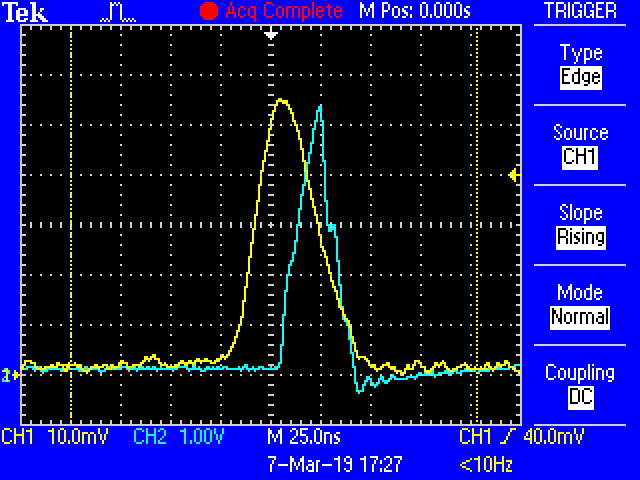 Tek Acq Complete M Pos: 0.000s TRIGGER
Type
Edge
Source
CH1
Slope
Rising
Mode
Normal
Coupling
DC
CH1 10.0mV CH2 1.00V M 25.0ns CH1 40.0mV
7-Mar-19 17:27 <10Hz